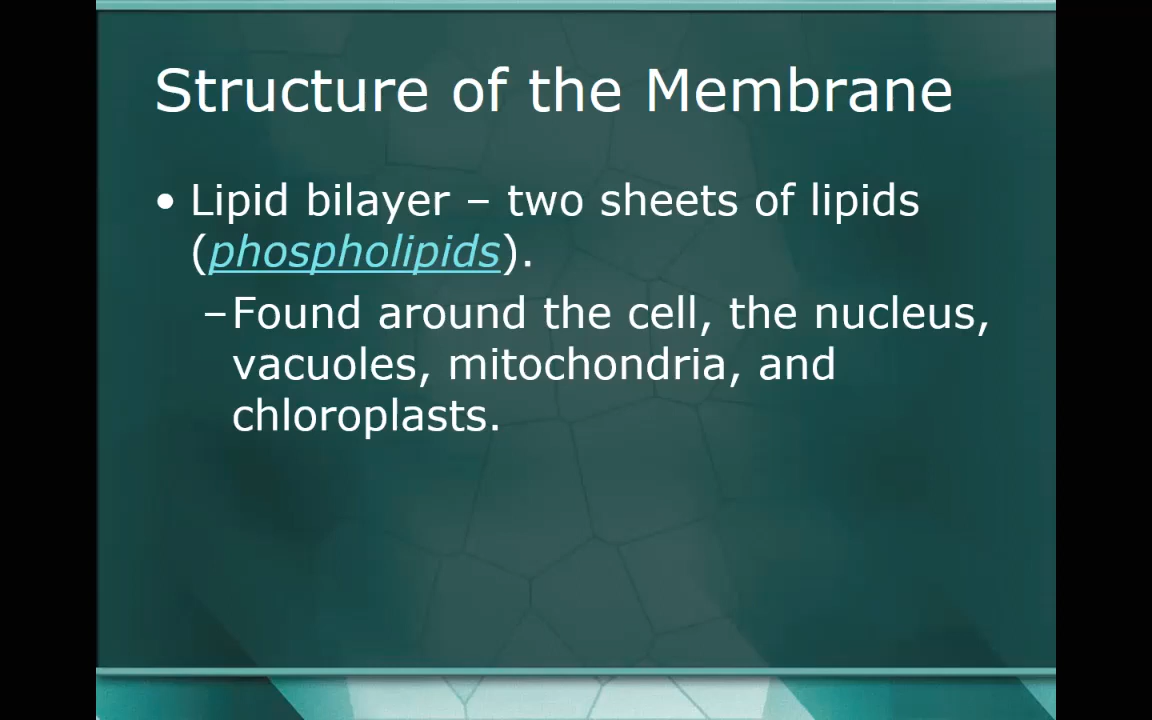 Structure of the Membrane
• Lipid bilayer – two sheets of lipids
(phospholipids).
–Found around the cell, the nucleus,
vacuoles, mitochondria, and
chloroplasts.